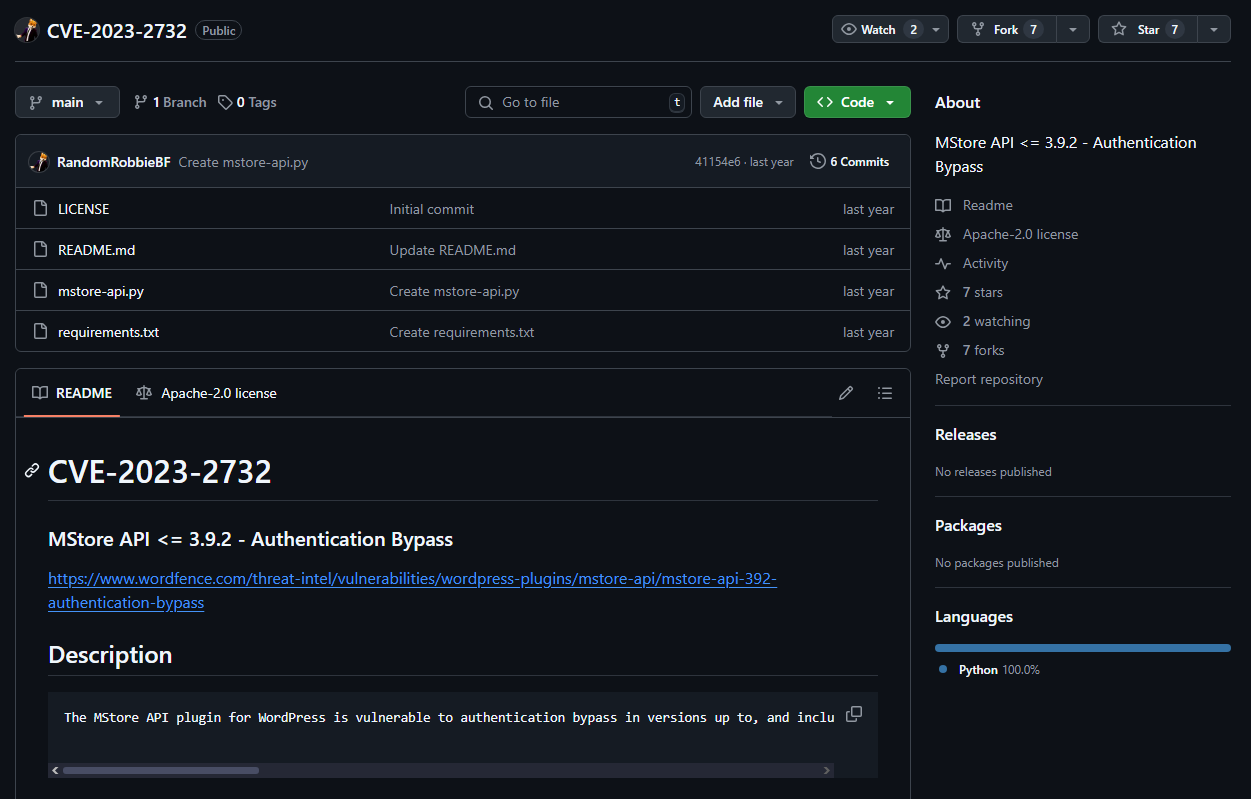 CVE-2023-2732 Public
Watch 2 Fork 7 Star 7
main 1 Branch 0 Tags Go to file t Add file Code
RandomRobbieBF Create mstore-api.py 41154e6 · last year 6 Commits
LICENSE Initial commit last year
README.md Update README.md last year
mstore-api.py Create mstore-api.py last year
requirements.txt Create requirements.txt last year
README Apache-2.0 license
CVE-2023-2732
MStore API <= 3.9.2 - Authentication Bypass
https://www.wordfence.com/threat-intel/vulnerabilities/wordpress-plugins/mstore-api/mstore-api-392-
authentication-bypass
Description
The MStore API plugin for WordPress is vulnerable to authentication bypass in versions up to, and inclu
About
MStore API <= 3.9.2 - Authentication
Bypass
Readme
Apache-2.0 license
Activity
7 stars
2 watching
7 forks
Report repository
Releases
No releases published
Packages
No packages published
Languages
Python 100.0%